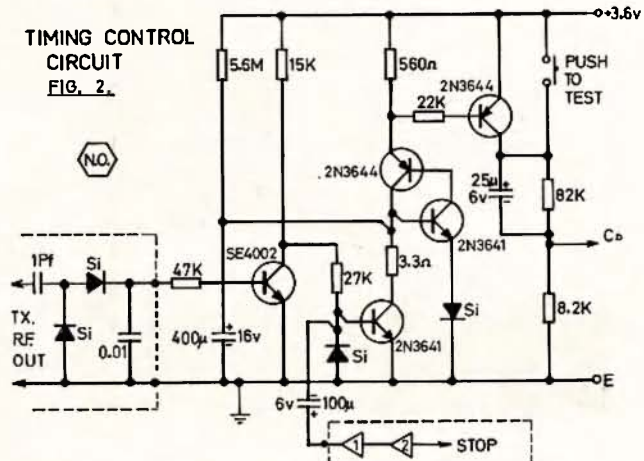 TIMING CONTROL
CIRCUIT
FIG. 2.
N.O.
+3.6v
5.6M
15K
560Ω
2N3644
22K
PUSH
TO
TEST
2N3644
25μ
6v
82K
2N3641
1Pf
Si
47K
SE4002
27K
3.3Ω
Si
8.2K
TX.
R.F.
OUT
Si
0.01
400μ
16v
Si
2N3641
E
6v
100μ
1
2
STOP